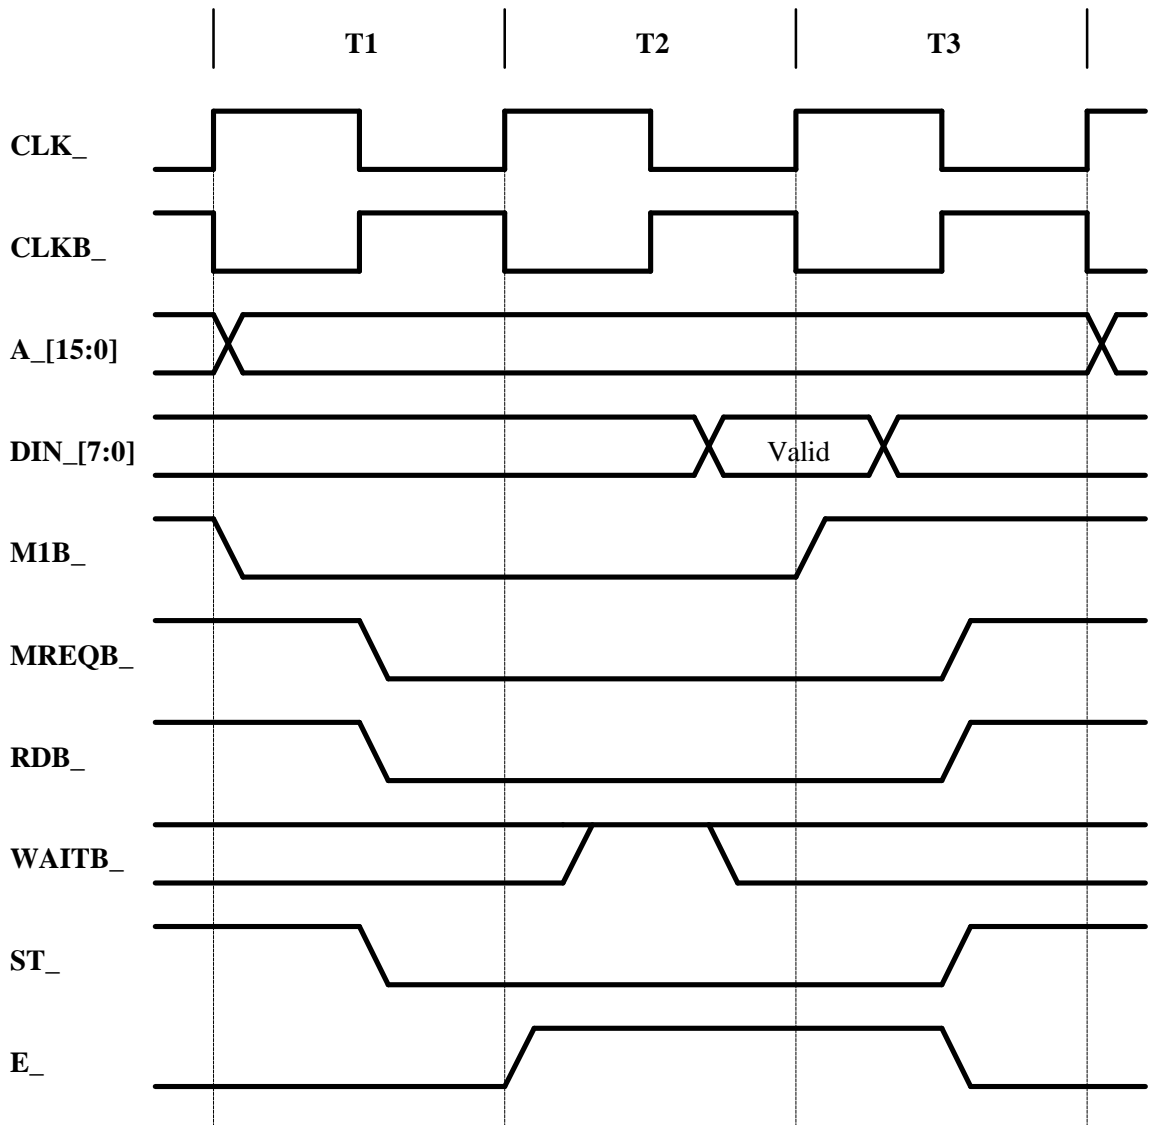 T1 T2 T3
CLK_
CLKB_
A_[15:0]
DIN_[7:0] Valid
M1B_
MREQB_
RDB_
WAITB_
ST_
E_